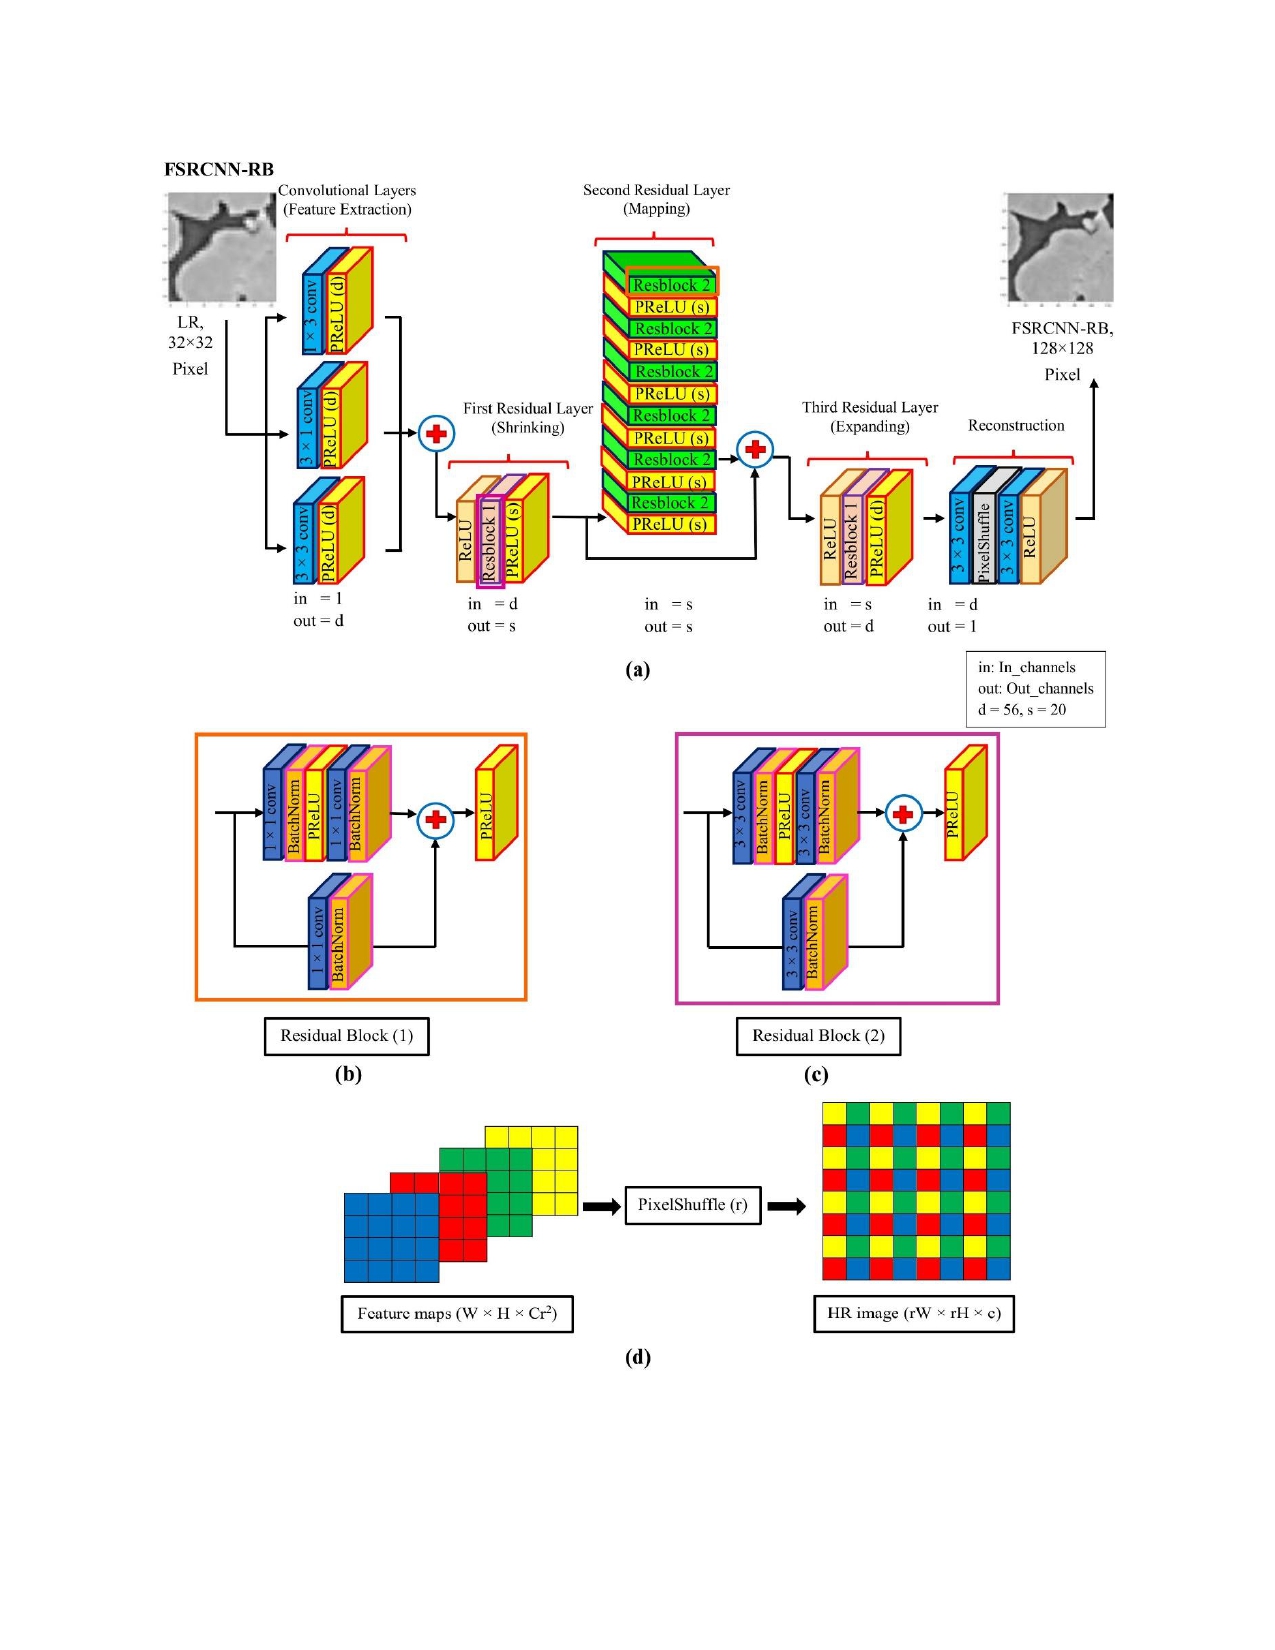 FSRCNN-RB
Convolutional Layers
(Feature Extraction)
Second Residual Layer
(Mapping)
1 × 3 conv
PReLU (d)
3 × 1 conv
PReLU (d)
3 × 3 conv
PReLU (d)
LR,
32×32
Pixel
in = 1
out = d
First Residual Layer
(Shrinking)
ReLU
Resblock 1
PReLU (s)
in = d
out = s
Resblock 2
PReLU (s)
Resblock 2
PReLU (s)
Resblock 2
PReLU (s)
Resblock 2
PReLU (s)
Resblock 2
PReLU (s)
Resblock 2
PReLU (s)
in = s
out = s
Third Residual Layer
(Expanding)
ReLU
Resblock 1
PReLU (d)
in = s
out = d
Reconstruction
3 × 3 conv
PixelShuffle
3 × 3 conv
ReLU
in = d
out = 1
FSRCNN-RB,
128×128
Pixel
(a)
in: In_channels
out: Out_channels
d = 56, s = 20
1 × 1 conv
BatchNorm
PReLU
1 × 1 conv
BatchNorm
PReLU
1 × 1 conv
BatchNorm
Residual Block (1)
(b)
3 × 3 conv
BatchNorm
PReLU
3 × 3 conv
BatchNorm
PReLU
3 × 3 conv
BatchNorm
Residual Block (2)
(c)
PixelShuffle (r)
Feature maps (W × H × Cr²)
HR image (rW × rH × c)
(d)